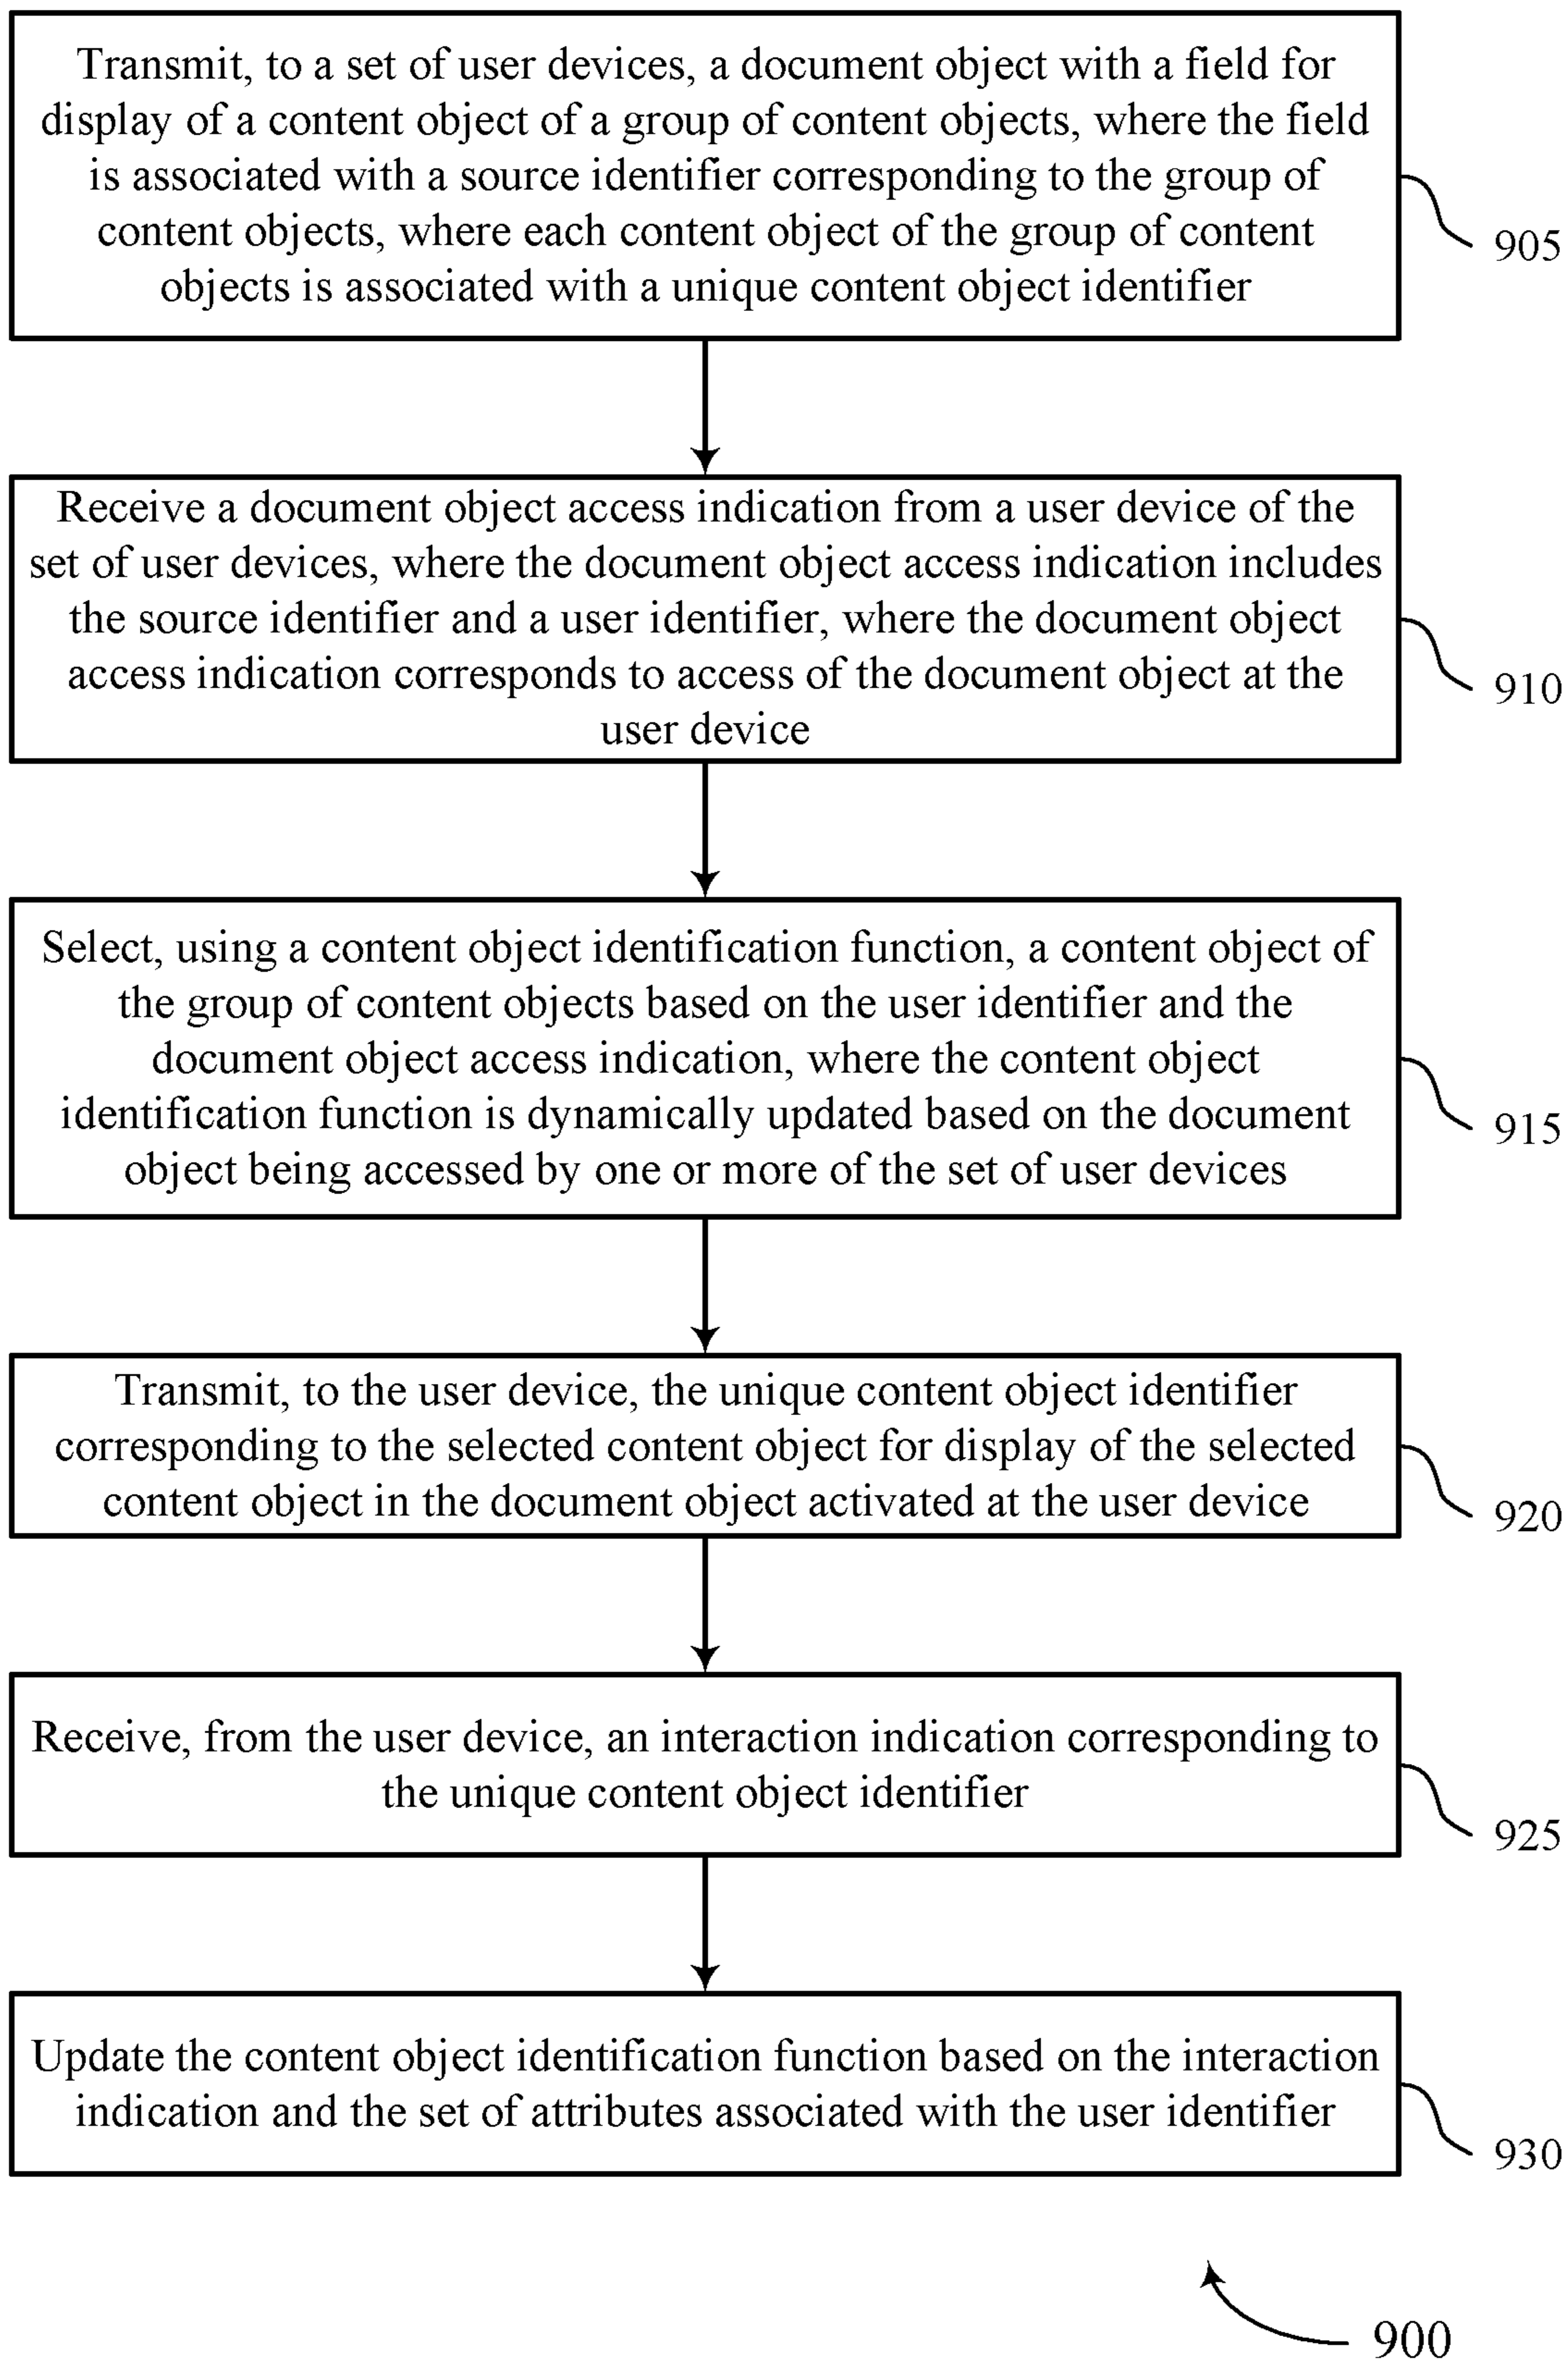 Transmit, to a set of user devices, a document object with a field for
display of a content object of a group of content objects, where the field
is associated with a source identifier corresponding to the group of
content objects, where each content object of the group of content
objects is associated with a unique content object identifier
905
Receive a document object access indication from a user device of the
set of user devices, where the document object access indication includes
the source identifier and a user identifier, where the document object
access indication corresponds to access of the document object at the
user device
910
Select, using a content object identification function, a content object of
the group of content objects based on the user identifier and the
document object access indication, where the content object
identification function is dynamically updated based on the document
object being accessed by one or more of the set of user devices
915
Transmit, to the user device, the unique content object identifier
corresponding to the selected content object for display of the selected
content object in the document object activated at the user device
920
Receive, from the user device, an interaction indication corresponding to
the unique content object identifier
925
Update the content object identification function based on the interaction
indication and the set of attributes associated with the user identifier
930
900